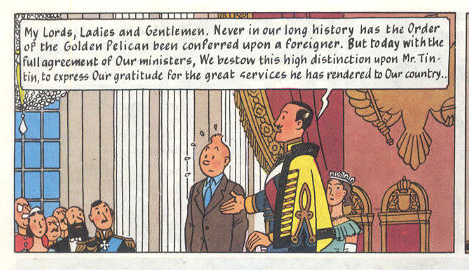 My Lords, Ladies and Gentlemen. Never in our long history has the Order
of the Golden Pelican been conferred upon a foreigner. But today with the
full agreement of Our ministers, We bestow this high distinction upon Mr. Tin-
tin, to express Our gratitude for the great services he has rendered to Our country..